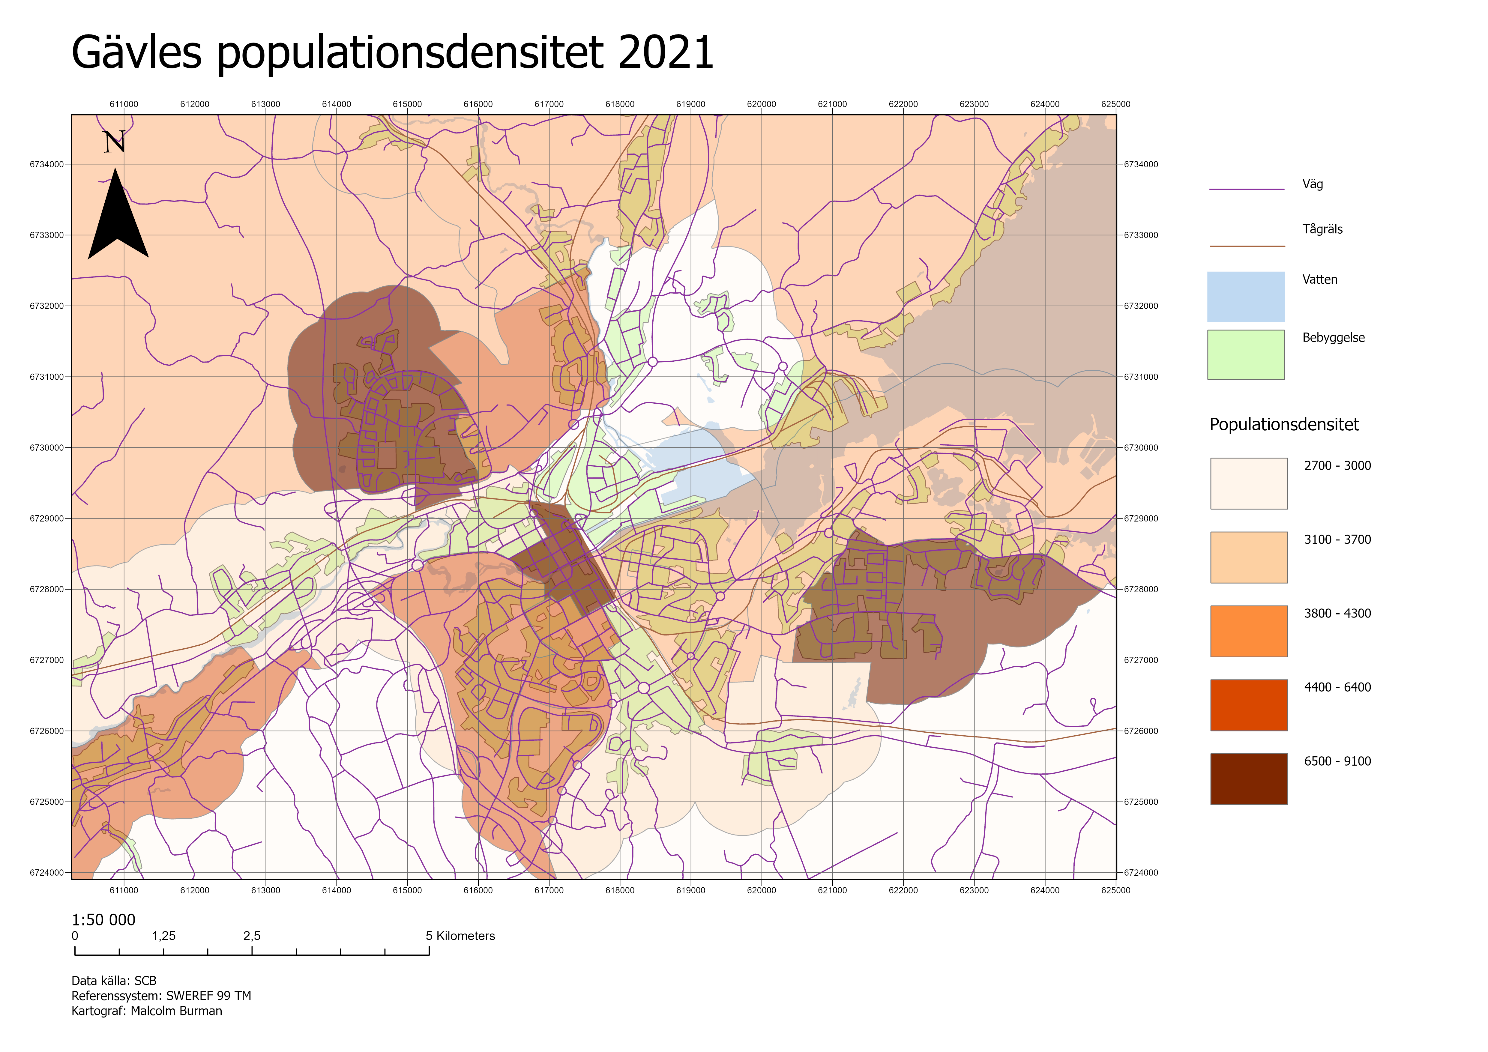 Gävles populationsdensitet 2021
611000 612000 613000 614000 615000 616000 617000 618000 619000 620000 621000 622000 623000 624000 625000
N
6734000 6734000
6733000 6733000
6732000 6732000
6731000 6731000
6730000 6730000
6729000 6729000
6728000 6728000
6727000 6727000
6726000 6726000
6725000 6725000
6724000 6724000
611000 612000 613000 614000 615000 616000 617000 618000 619000 620000 621000 622000 623000 624000 625000
Väg
Tågräls
Vatten
Bebyggelse
Populationsdensitet
2700 - 3000
3100 - 3700
3800 - 4300
4400 - 6400
6500 - 9100
1:50 000
0 1,25 2,5 5 Kilometers
Data källa: SCB
Referenssystem: SWEREF 99 TM
Kartograf: Malcolm Burman